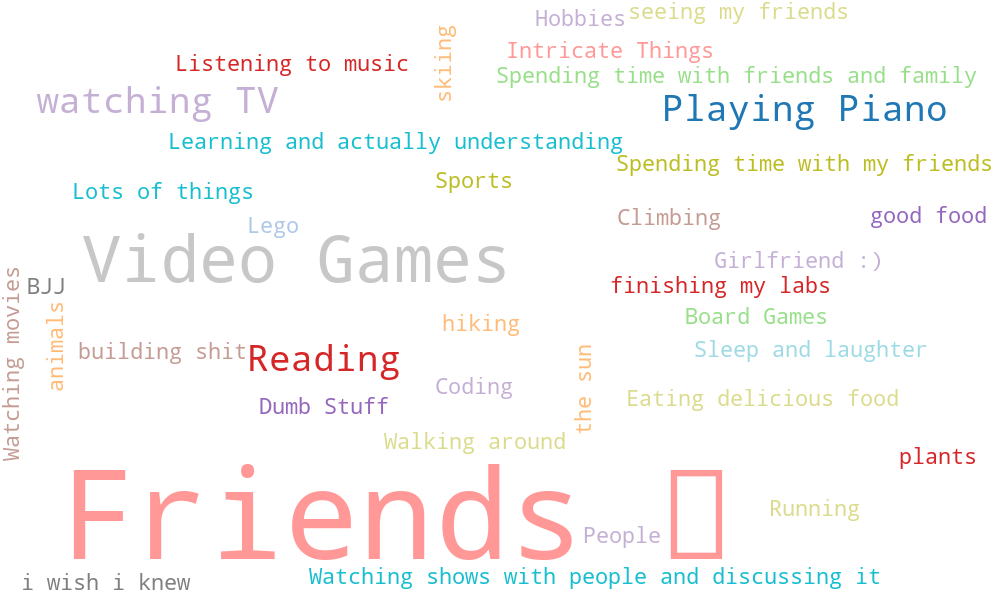 Hobbies
seeing my friends
Listening to music
skiing
Intricate Things
Spending time with friends and family
watching TV
Playing Piano
Learning and actually understanding
Spending time with my friends
Sports
Lots of things
Lego
Climbing
good food
Video Games
Girlfriend :)
finishing my labs
BJJ
Watching movies
animals
Board Games
hiking
building shit
Reading
Sleep and laughter
the sun
Coding
Dumb Stuff
Eating delicious food
Walking around
plants
Friends
Running
People
i wish i knew
Watching shows with people and discussing it